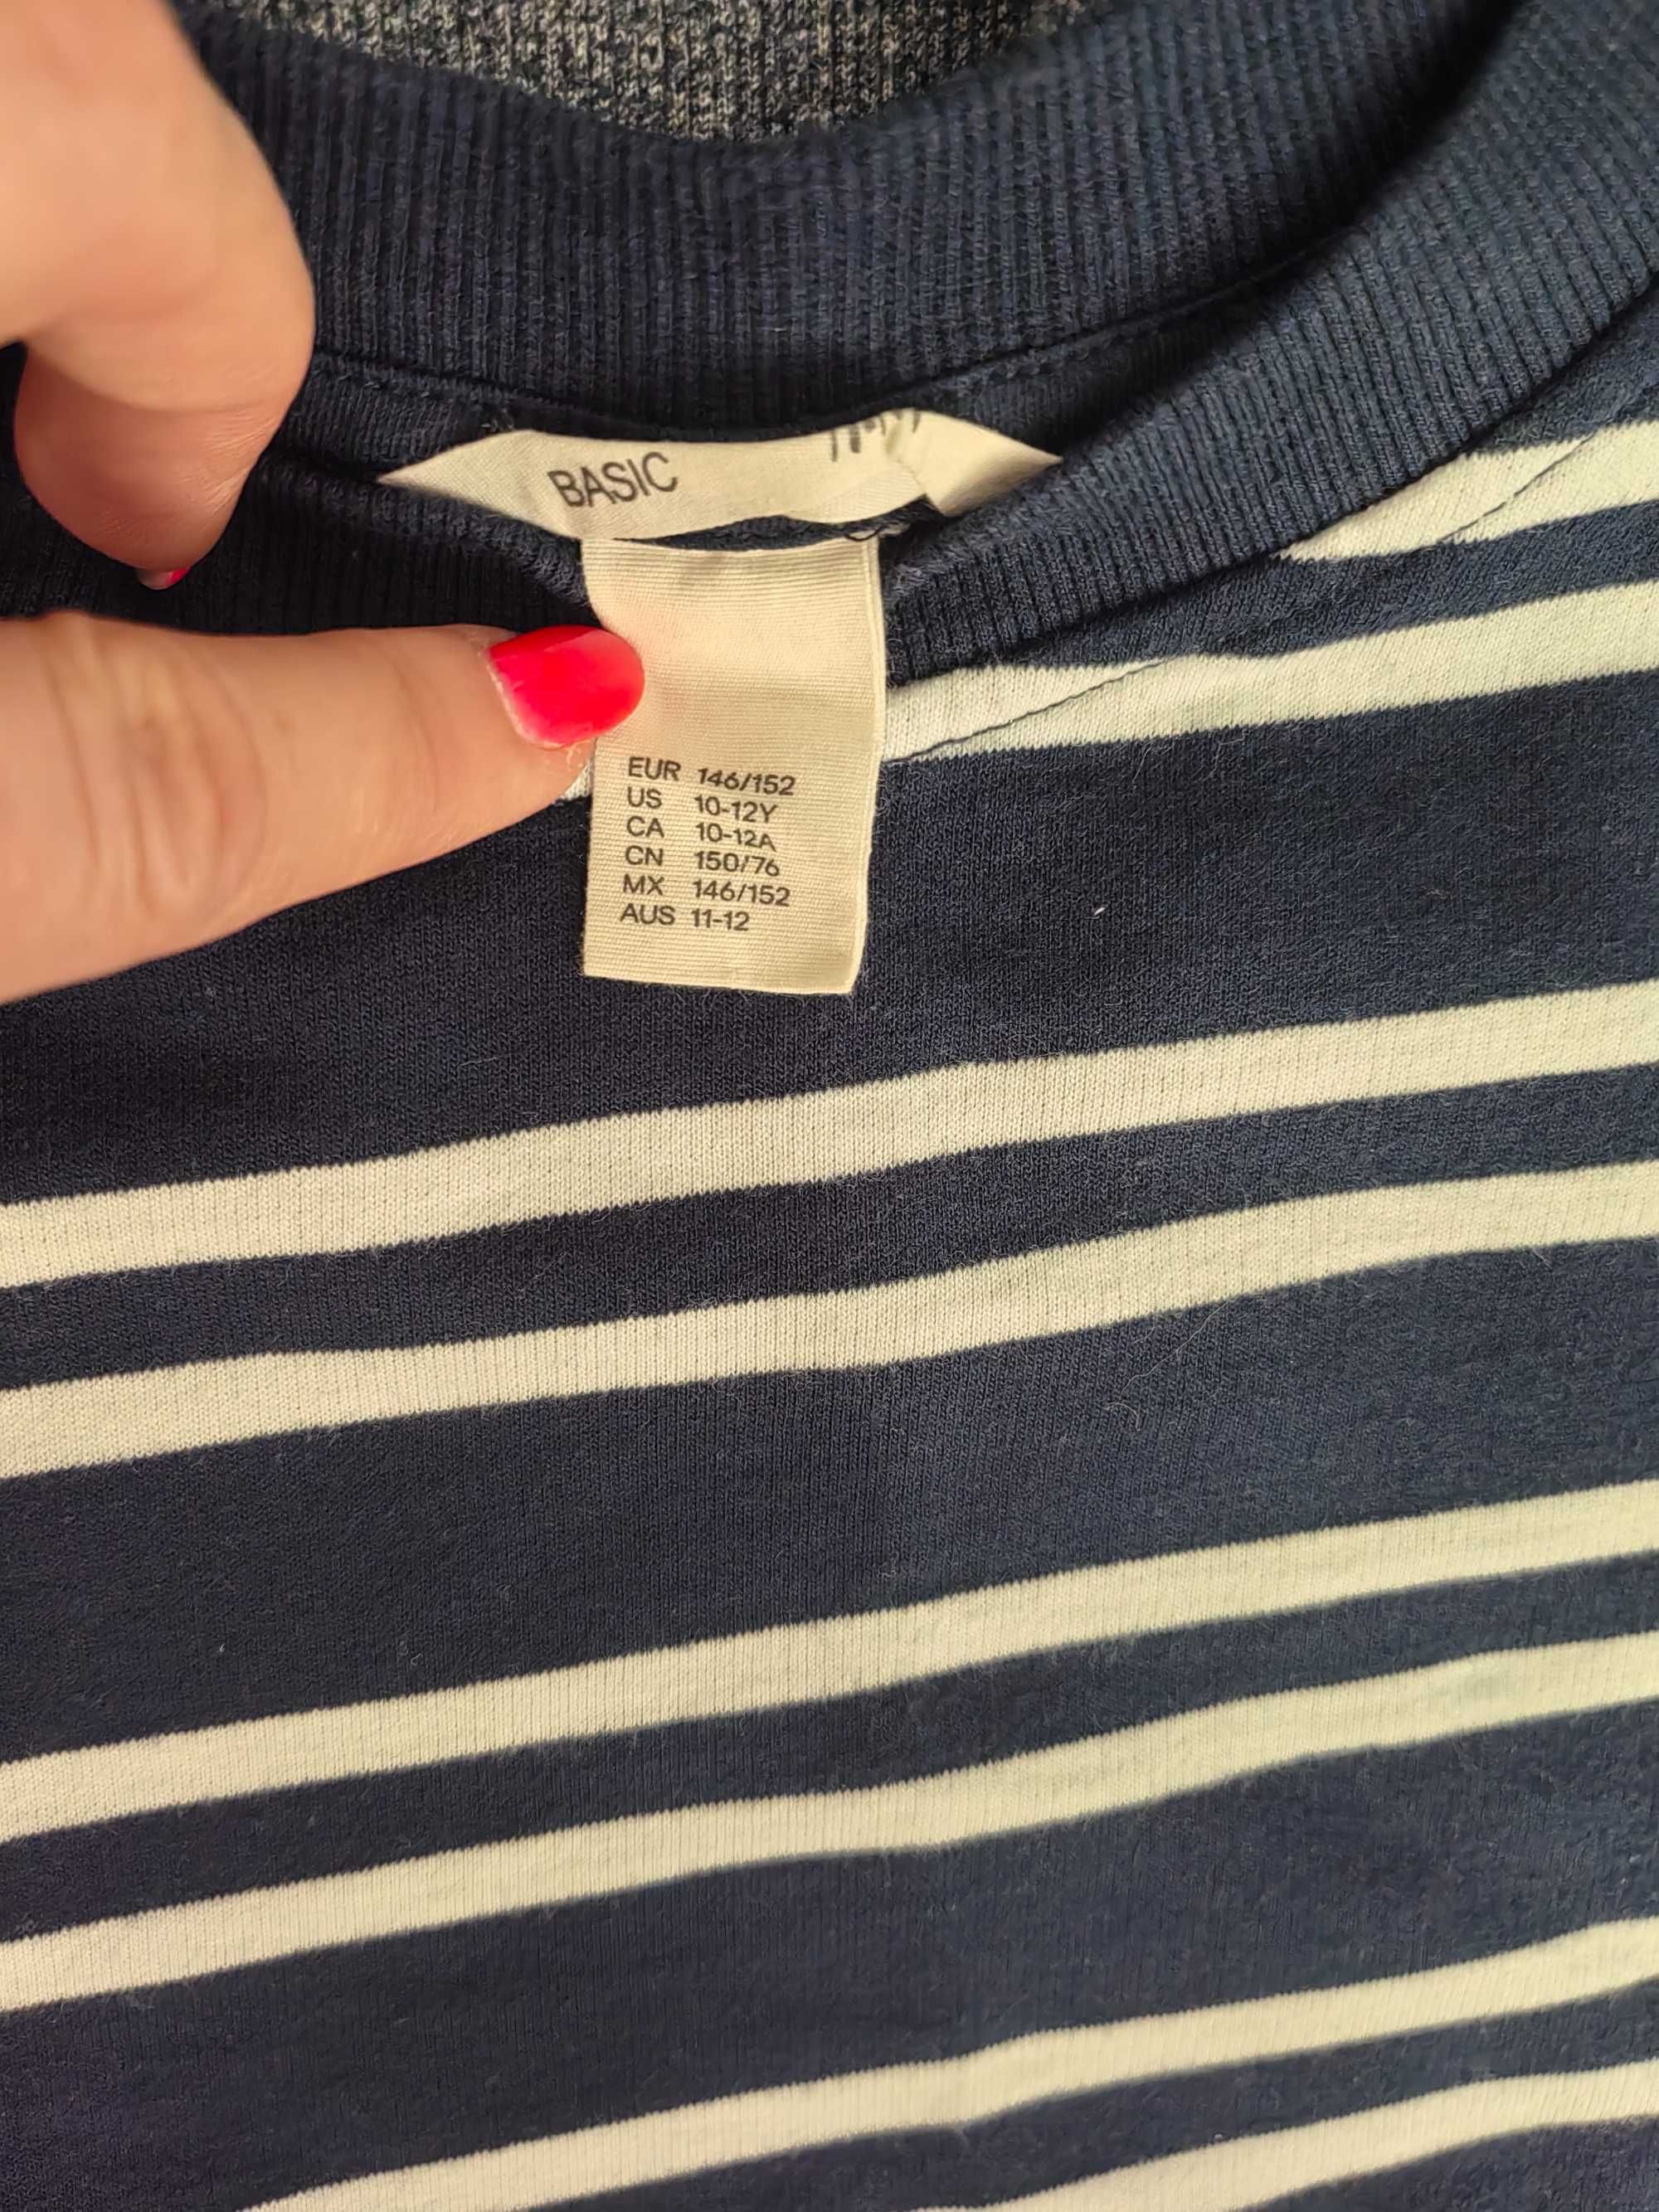 BASIC
EUR 146/152
US 10-12Y
CA 10-12A
CN 150/76
MX 146/152
AUS 11-12